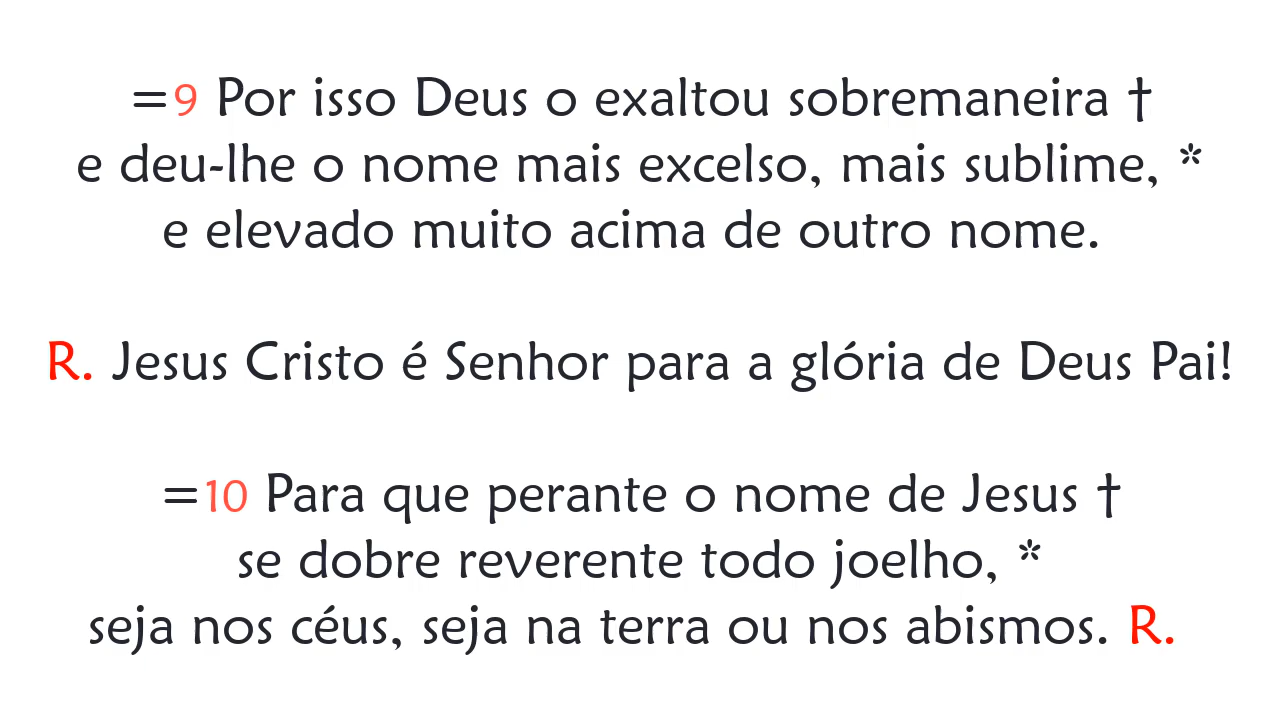 =9 Por isso Deus o exaltou sobremaneira †
e deu-lhe o nome mais excelso, mais sublime, *
e elevado muito acima de outro nome.
R. Jesus Cristo é Senhor para a glória de Deus Pai!
=10 Para que perante o nome de Jesus †
se dobre reverente todo joelho, *
seja nos céus, seja na terra ou nos abismos. R.